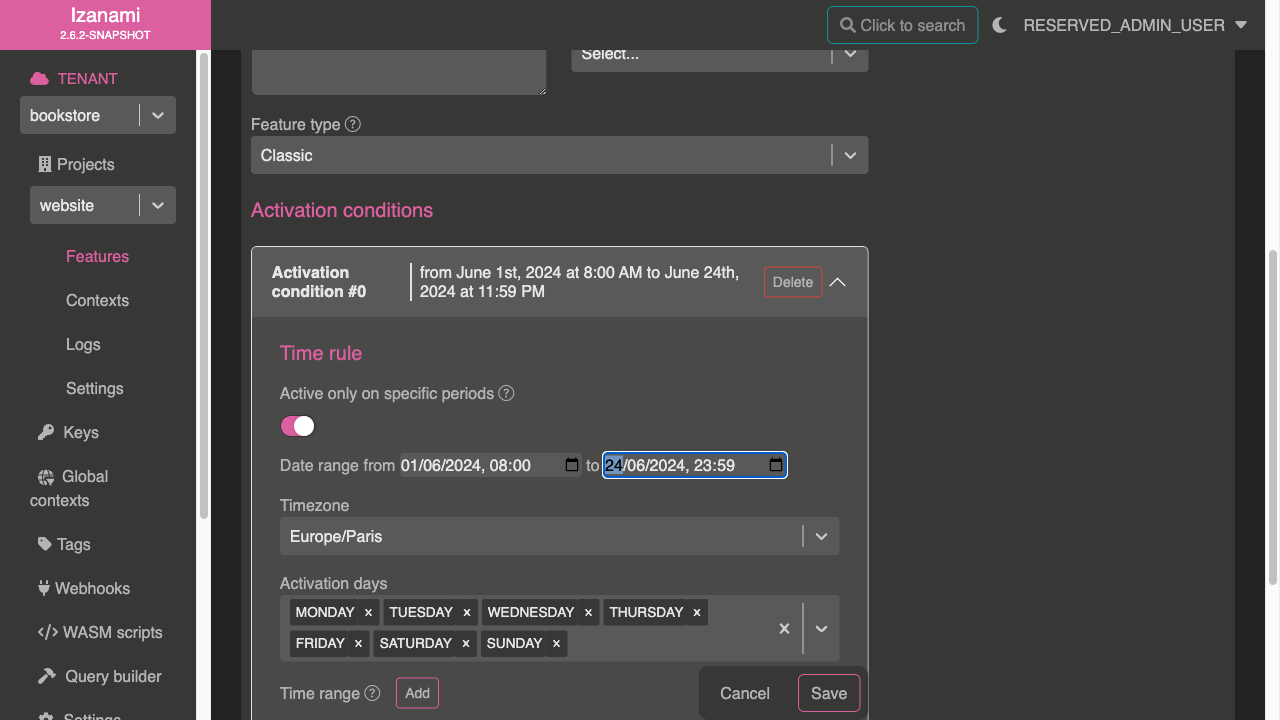 Izanami
2.6.2-SNAPSHOT
Click to search
RESERVED_ADMIN_USER
TENANT
bookstore
Projects
website
Features
Contexts
Logs
Settings
Keys
Global
contexts
Tags
Webhooks
</> WASM scripts
Query builder
Settings
Select...
Feature type ?
Classic
Activation conditions
Activation
condition #0
from June 1st, 2024 at 8:00 AM to June 24th,
2024 at 11:59 PM
Delete
Time rule
Active only on specific periods ?
Date range from 01/06/2024, 08:00 to 24/06/2024, 23:59
Timezone
Europe/Paris
Activation days
MONDAY × TUESDAY × WEDNESDAY × THURSDAY ×
FRIDAY × SATURDAY × SUNDAY ×
Time range ? Add
Cancel Save